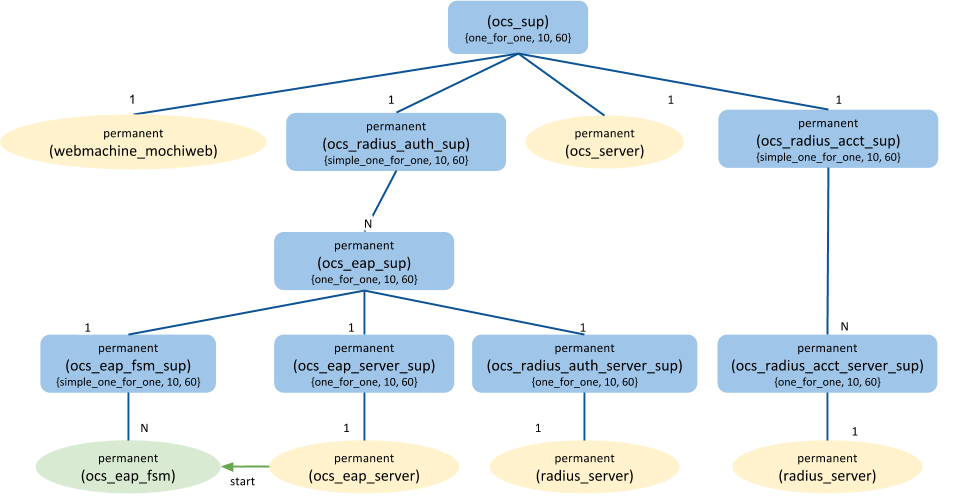 (ocs_sup)
{one_for_one, 10, 60}
1
1
1
1
permanent
(webmachine_mochiweb)
permanent
(ocs_radius_auth_sup)
{simple_one_for_one, 10, 60}
permanent
(ocs_server)
permanent
(ocs_radius_acct_sup)
{simple_one_for_one, 10, 60}
N
permanent
(ocs_eap_sup)
{one_for_one, 10, 60}
1
1
1
N
permanent
(ocs_eap_fsm_sup)
{simple_one_for_one, 10, 60}
permanent
(ocs_eap_server_sup)
{one_for_one, 10, 60}
permanent
(ocs_radius_auth_server_sup)
{one_for_one, 10, 60}
permanent
(ocs_radius_acct_server_sup)
{one_for_one, 10, 60}
N
1
1
1
permanent
(ocs_eap_fsm)
start
permanent
(ocs_eap_server)
permanent
(radius_server)
permanent
(radius_server)